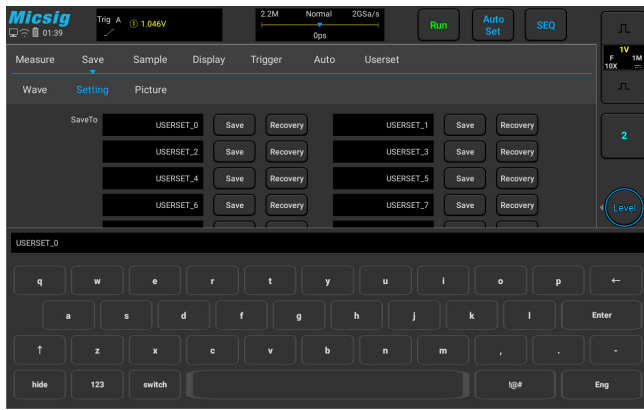 Micsig
01:39
Trig A ① 1.046V
2.2M Normal 2GSa/s
0ps
Run
Auto Set
SEQ
1V
F 1M
10X
2
Level
Measure Save Sample Display Trigger Auto Userset
Wave Setting Picture
SaveTo USERSET_0 Save Recovery USERSET_1 Save Recovery
USERSET_2 Save Recovery USERSET_3 Save Recovery
USERSET_4 Save Recovery USERSET_5 Save Recovery
USERSET_6 Save Recovery USERSET_7 Save Recovery
USERSET_0
q w e r t y u i o p ←
a s d f g h j k l Enter
↑ z x c v b n m , . -
hide 123 switch !@# Eng